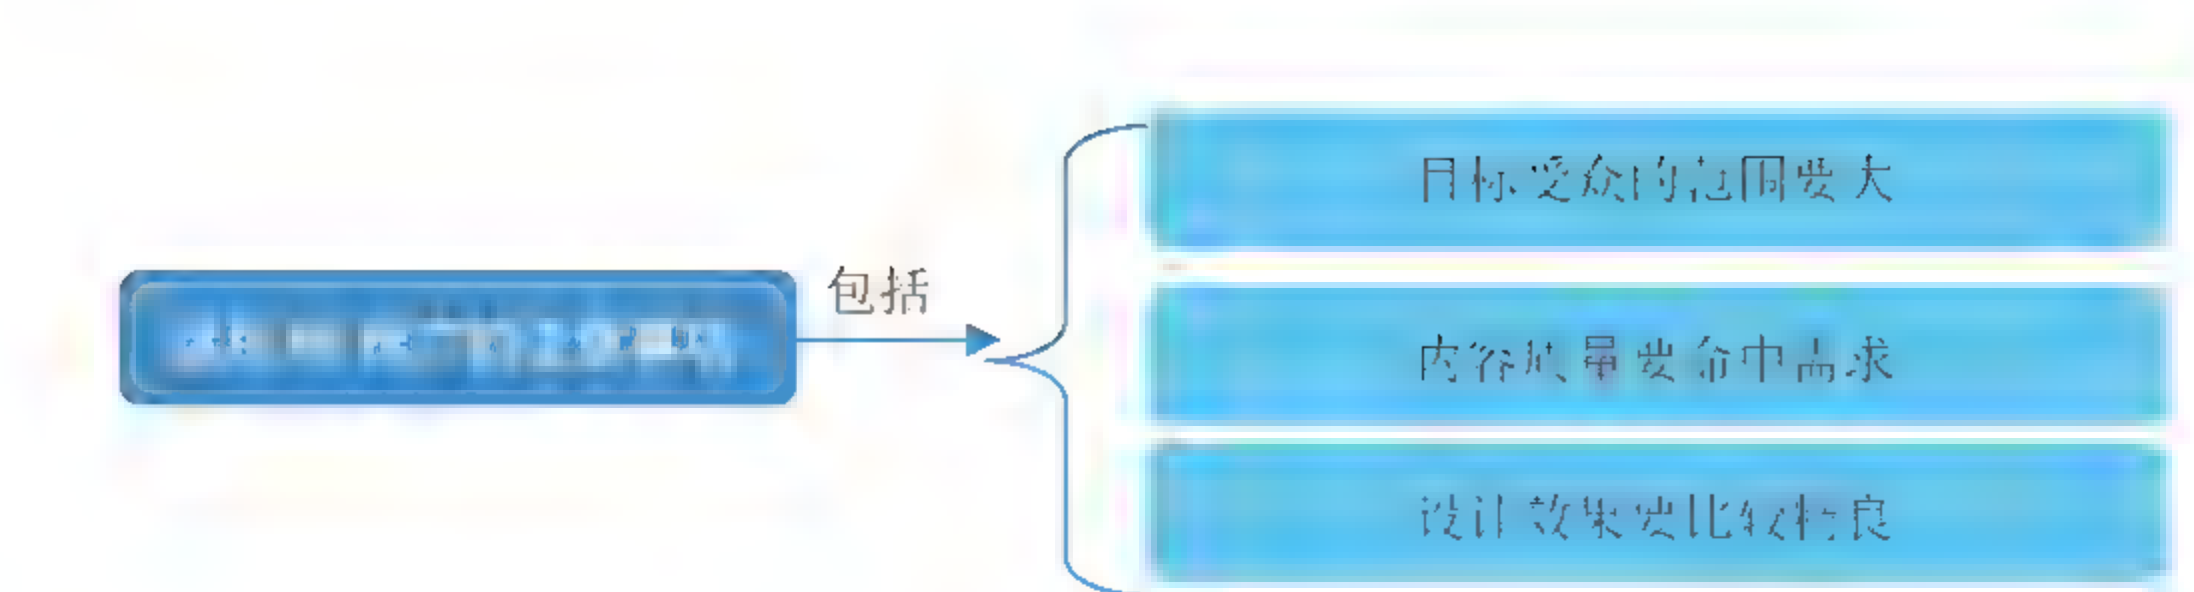 包括
目标受众的范围要大
内容质量要命中需求
设计效果要比较精良